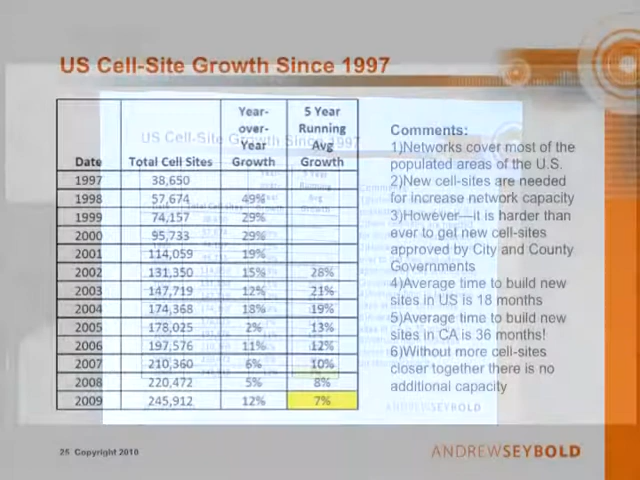 US Cell-Site Growth Since 1997
Year-
over-
Year
Growth
5 Year
Running
Avg
Growth
Date Total Cell Sites
1997 38,650
1998 57,674 49%
1999 74,157 29%
2000 95,733 29%
2001 114,059 19%
2002 131,350 15% 28%
2003 147,719 12% 21%
2004 174,368 18% 19%
2005 178,025 2% 13%
2006 197,576 11% 12%
2007 210,360 6% 10%
2008 220,472 5% 8%
2009 245,912 12% 7%
Comments:
1)Networks cover most of the
populated areas of the U.S.
2)New cell-sites are needed
for increase network capacity
3)However—it is harder than
ever to get new cell-sites
approved by City and County
Governments
4)Average time to build new
sites in US is 18 months
5)Average time to build new
sites in CA is 36 months!
6)Without more cell-sites
closer together there is no
additional capacity
US Cell-Site Growth Since 1997
ANDREWSEYBOLD
25 Copyright 2010
ANDREWSEYBOLD